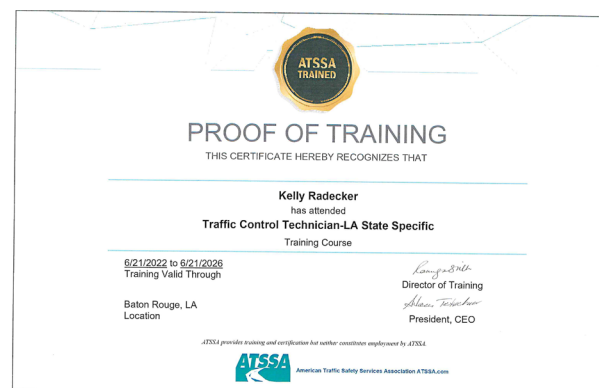 ATSSA
TRAINED
PROOF OF TRAINING
THIS CERTIFICATE HEREBY RECOGNIZES THAT
Kelly Radecker
has attended
Traffic Control Technician-LA State Specific
Training Course
6/21/2022 to 6/21/2026
Training Valid Through
Director of Training
Baton Rouge, LA
Location
President, CEO
ATSSA provides training and certification but neither constitutes employment by ATSSA.
ATSSA
American Traffic Safety Services Association ATSSA.com